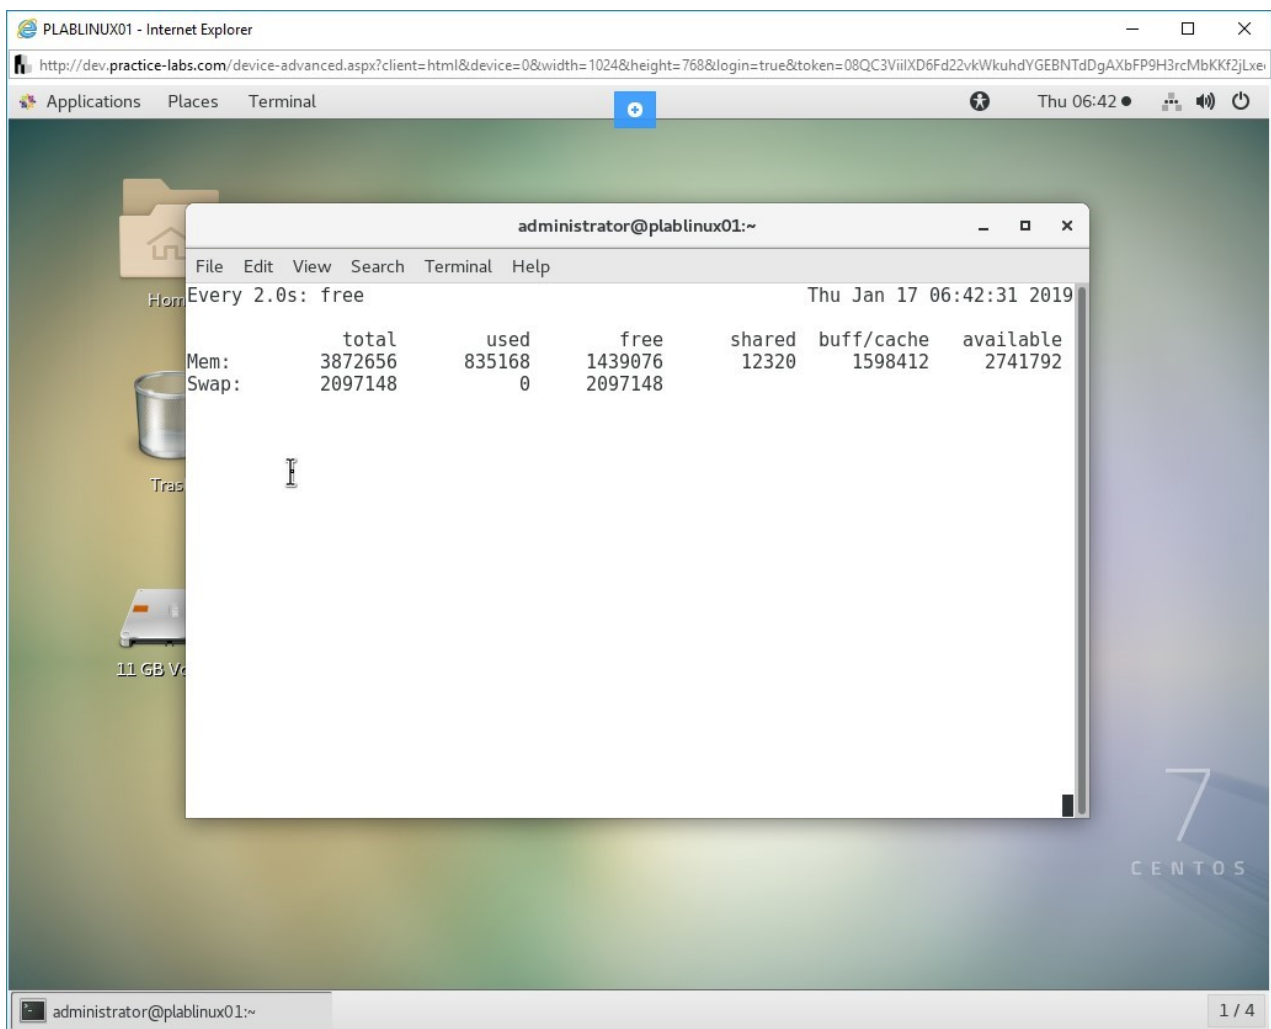 PLABLINUX01 - Internet Explorer
http://dev.practice-labs.com/device-advanced.aspx?client=html&device=0&width=1024&height=768&login=true&token=08QC3ViiIXD6Fd22vkWkuhdYGEBNTdDgAXbFP9H3rcMbKKf2jLxe
Applications Places Terminal Thu 06:42
administrator@plablinux01:~
File Edit View Search Terminal Help
Every 2.0s: free Thu Jan 17 06:42:31 2019
total used free shared buff/cache available
Mem: 3872656 835168 1439076 12320 1598412 2741792
Swap: 2097148 0 2097148
Hom
Tras
11 GB Vo
7
CENTOS
administrator@plablinux01:~ 1 / 4